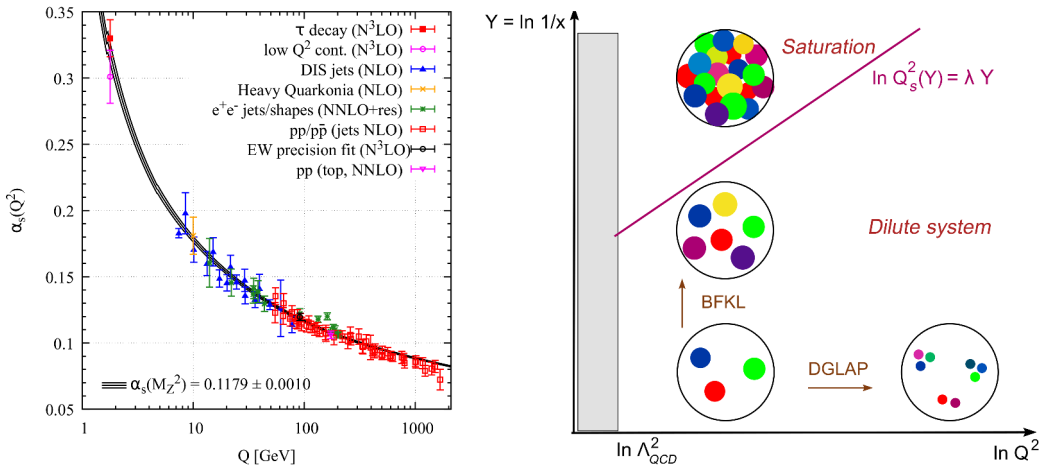 0.35
0.3
0.25
0.2
0.15
0.1
0.05
αs(Q²)
τ decay (N³LO)
low Q² cont. (N³LO)
DIS jets (NLO)
Heavy Quarkonia (NLO)
e⁺e⁻ jets/shapes (NNLO+res)
pp/pp̄ (jets NLO)
EW precision fit (N³LO)
pp (top, NNLO)
αs(MZ²) = 0.1179 ± 0.0010
1 10 100 1000
Q [GeV]
Y = ln 1/x
Saturation
ln Qs²(Y) = λ Y
Dilute system
BFKL
DGLAP
ln Λ²QCD
ln Q²